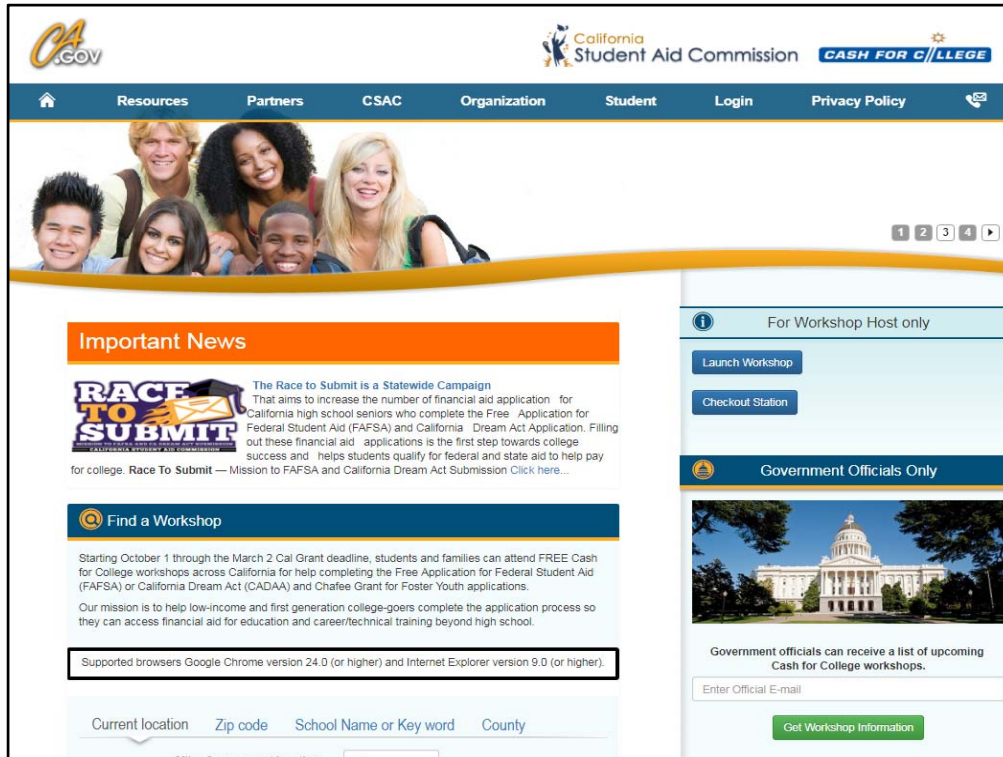 CA
.GOV
California
Student Aid Commission
CASH FOR C//LLEGE
Resources Partners CSAC Organization Student Login Privacy Policy
1 2 3 4
Important News
RACE
TO
SUBMIT
MISSION TO FAFSA AND CA DREAM ACT SUBMISSION
CALIFORNIA STUDENT AID COMMISSION
The Race to Submit is a Statewide Campaign
That aims to increase the number of financial aid application for
California high school seniors who complete the Free Application for
Federal Student Aid (FAFSA) and California Dream Act Application. Filling
out these financial aid applications is the first step towards college
success and helps students qualify for federal and state aid to help pay
for college. Race To Submit — Mission to FAFSA and California Dream Act Submission Click here...
Find a Workshop
Starting October 1 through the March 2 Cal Grant deadline, students and families can attend FREE Cash
for College workshops across California for help completing the Free Application for Federal Student Aid
(FAFSA) or California Dream Act (CADAA) and Chafee Grant for Foster Youth applications.
Our mission is to help low-income and first generation college-goers complete the application process so
they can access financial aid for education and career/technical training beyond high school.
Supported browsers Google Chrome version 24.0 (or higher) and Internet Explorer version 9.0 (or higher).
Current location Zip code School Name or Key word County
For Workshop Host only
Launch Workshop
Checkout Station
Government Officials Only
Government officials can receive a list of upcoming
Cash for College workshops.
Enter Official E-mail
Get Workshop Information